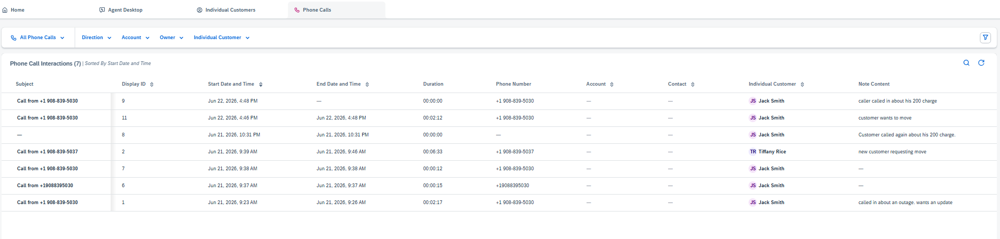 Home Agent Desktop Individual Customers Phone Calls
All Phone Calls Direction Account Owner Individual Customer
Phone Call Interactions (7) | Sorted By Start Date and Time
Subject Display ID Start Date and Time End Date and Time Duration Phone Number Account Contact Individual Customer Note Content
Call from +1 908-839-5030 9 Jun 22, 2026, 4:48 PM — 00:00:00 +1 908-839-5030 — — JS Jack Smith caller called in about his 200 charge
Call from +1 908-839-5030 11 Jun 22, 2026, 4:46 PM Jun 22, 2026, 4:48 PM 00:02:12 +1 908-839-5030 — — JS Jack Smith customer wants to move
— 8 Jun 21, 2026, 10:31 PM Jun 21, 2026, 10:31 PM 00:00:00 — — — JS Jack Smith Customer called again about his 200 charge.
Call from +1 908-839-5037 2 Jun 21, 2026, 9:39 AM Jun 21, 2026, 9:46 AM 00:06:33 +1 908-839-5037 — — TR Tiffany Rice new customer requesting move
Call from +1 908-839-5030 7 Jun 21, 2026, 9:38 AM Jun 21, 2026, 9:38 AM 00:00:12 +1 908-839-5030 — — JS Jack Smith —
Call from +19088395030 6 Jun 21, 2026, 9:37 AM Jun 21, 2026, 9:37 AM 00:00:15 +19088395030 — — JS Jack Smith —
Call from +1 908-839-5030 1 Jun 21, 2026, 9:23 AM Jun 21, 2026, 9:26 AM 00:02:17 +1 908-839-5030 — — JS Jack Smith called in about an outage. wants an update